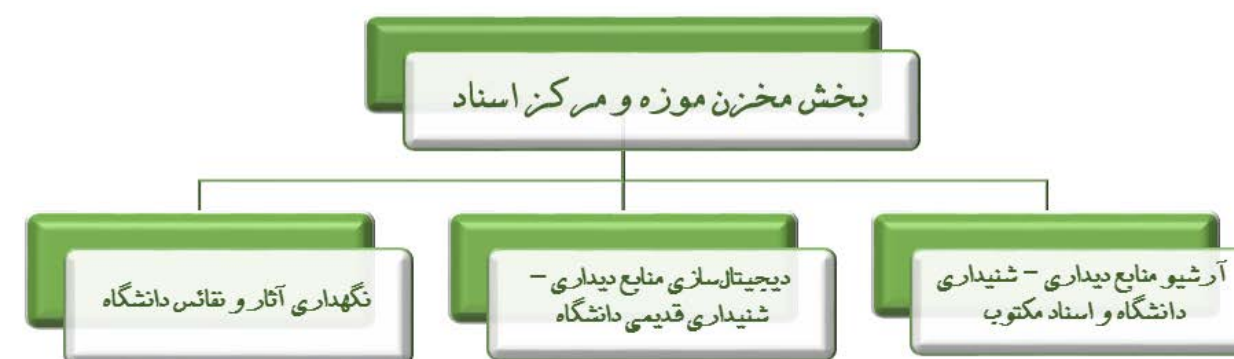 بخش مخزن موزه و مرکز اسناد
آرشیو منابع دیداری – شنیداری
دانشگاه و اسناد مکتوب
دیجیتال‌سازی منابع دیداری –
شنیداری قدیمی دانشگاه
نگهداری آثار و نفائس دانشگاه